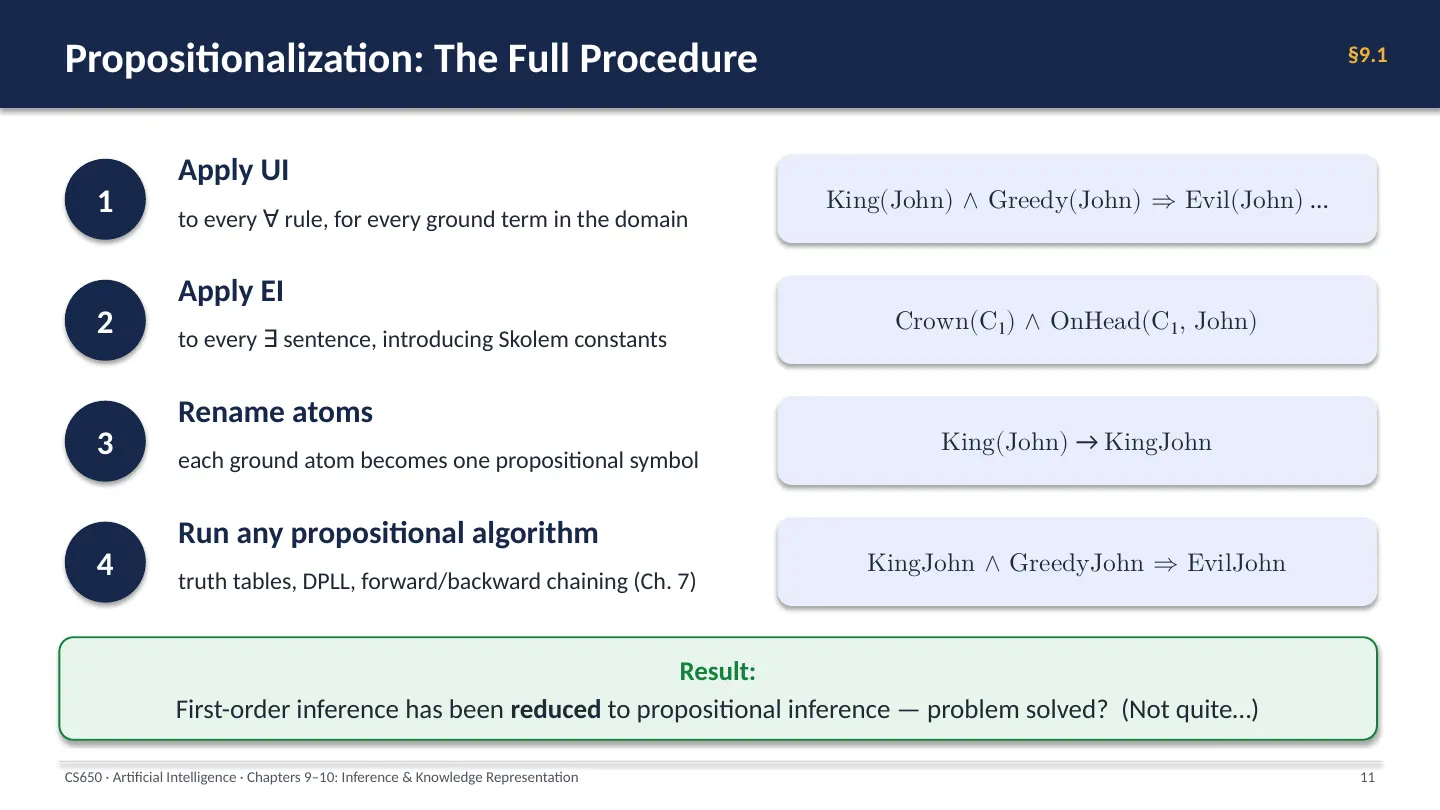 Propositionalization: The Full Procedure
§9.1
1
Apply UI
to every ∀ rule, for every ground term in the domain
King(John) ∧ Greedy(John) ⇒ Evil(John) ...
2
Apply EI
to every ∃ sentence, introducing Skolem constants
Crown(C₁) ∧ OnHead(C₁, John)
3
Rename atoms
each ground atom becomes one propositional symbol
King(John) → KingJohn
4
Run any propositional algorithm
truth tables, DPLL, forward/backward chaining (Ch. 7)
KingJohn ∧ GreedyJohn ⇒ EvilJohn
Result:
First-order inference has been reduced to propositional inference — problem solved? (Not quite...)
CS650 · Artificial Intelligence · Chapters 9–10: Inference & Knowledge Representation
11